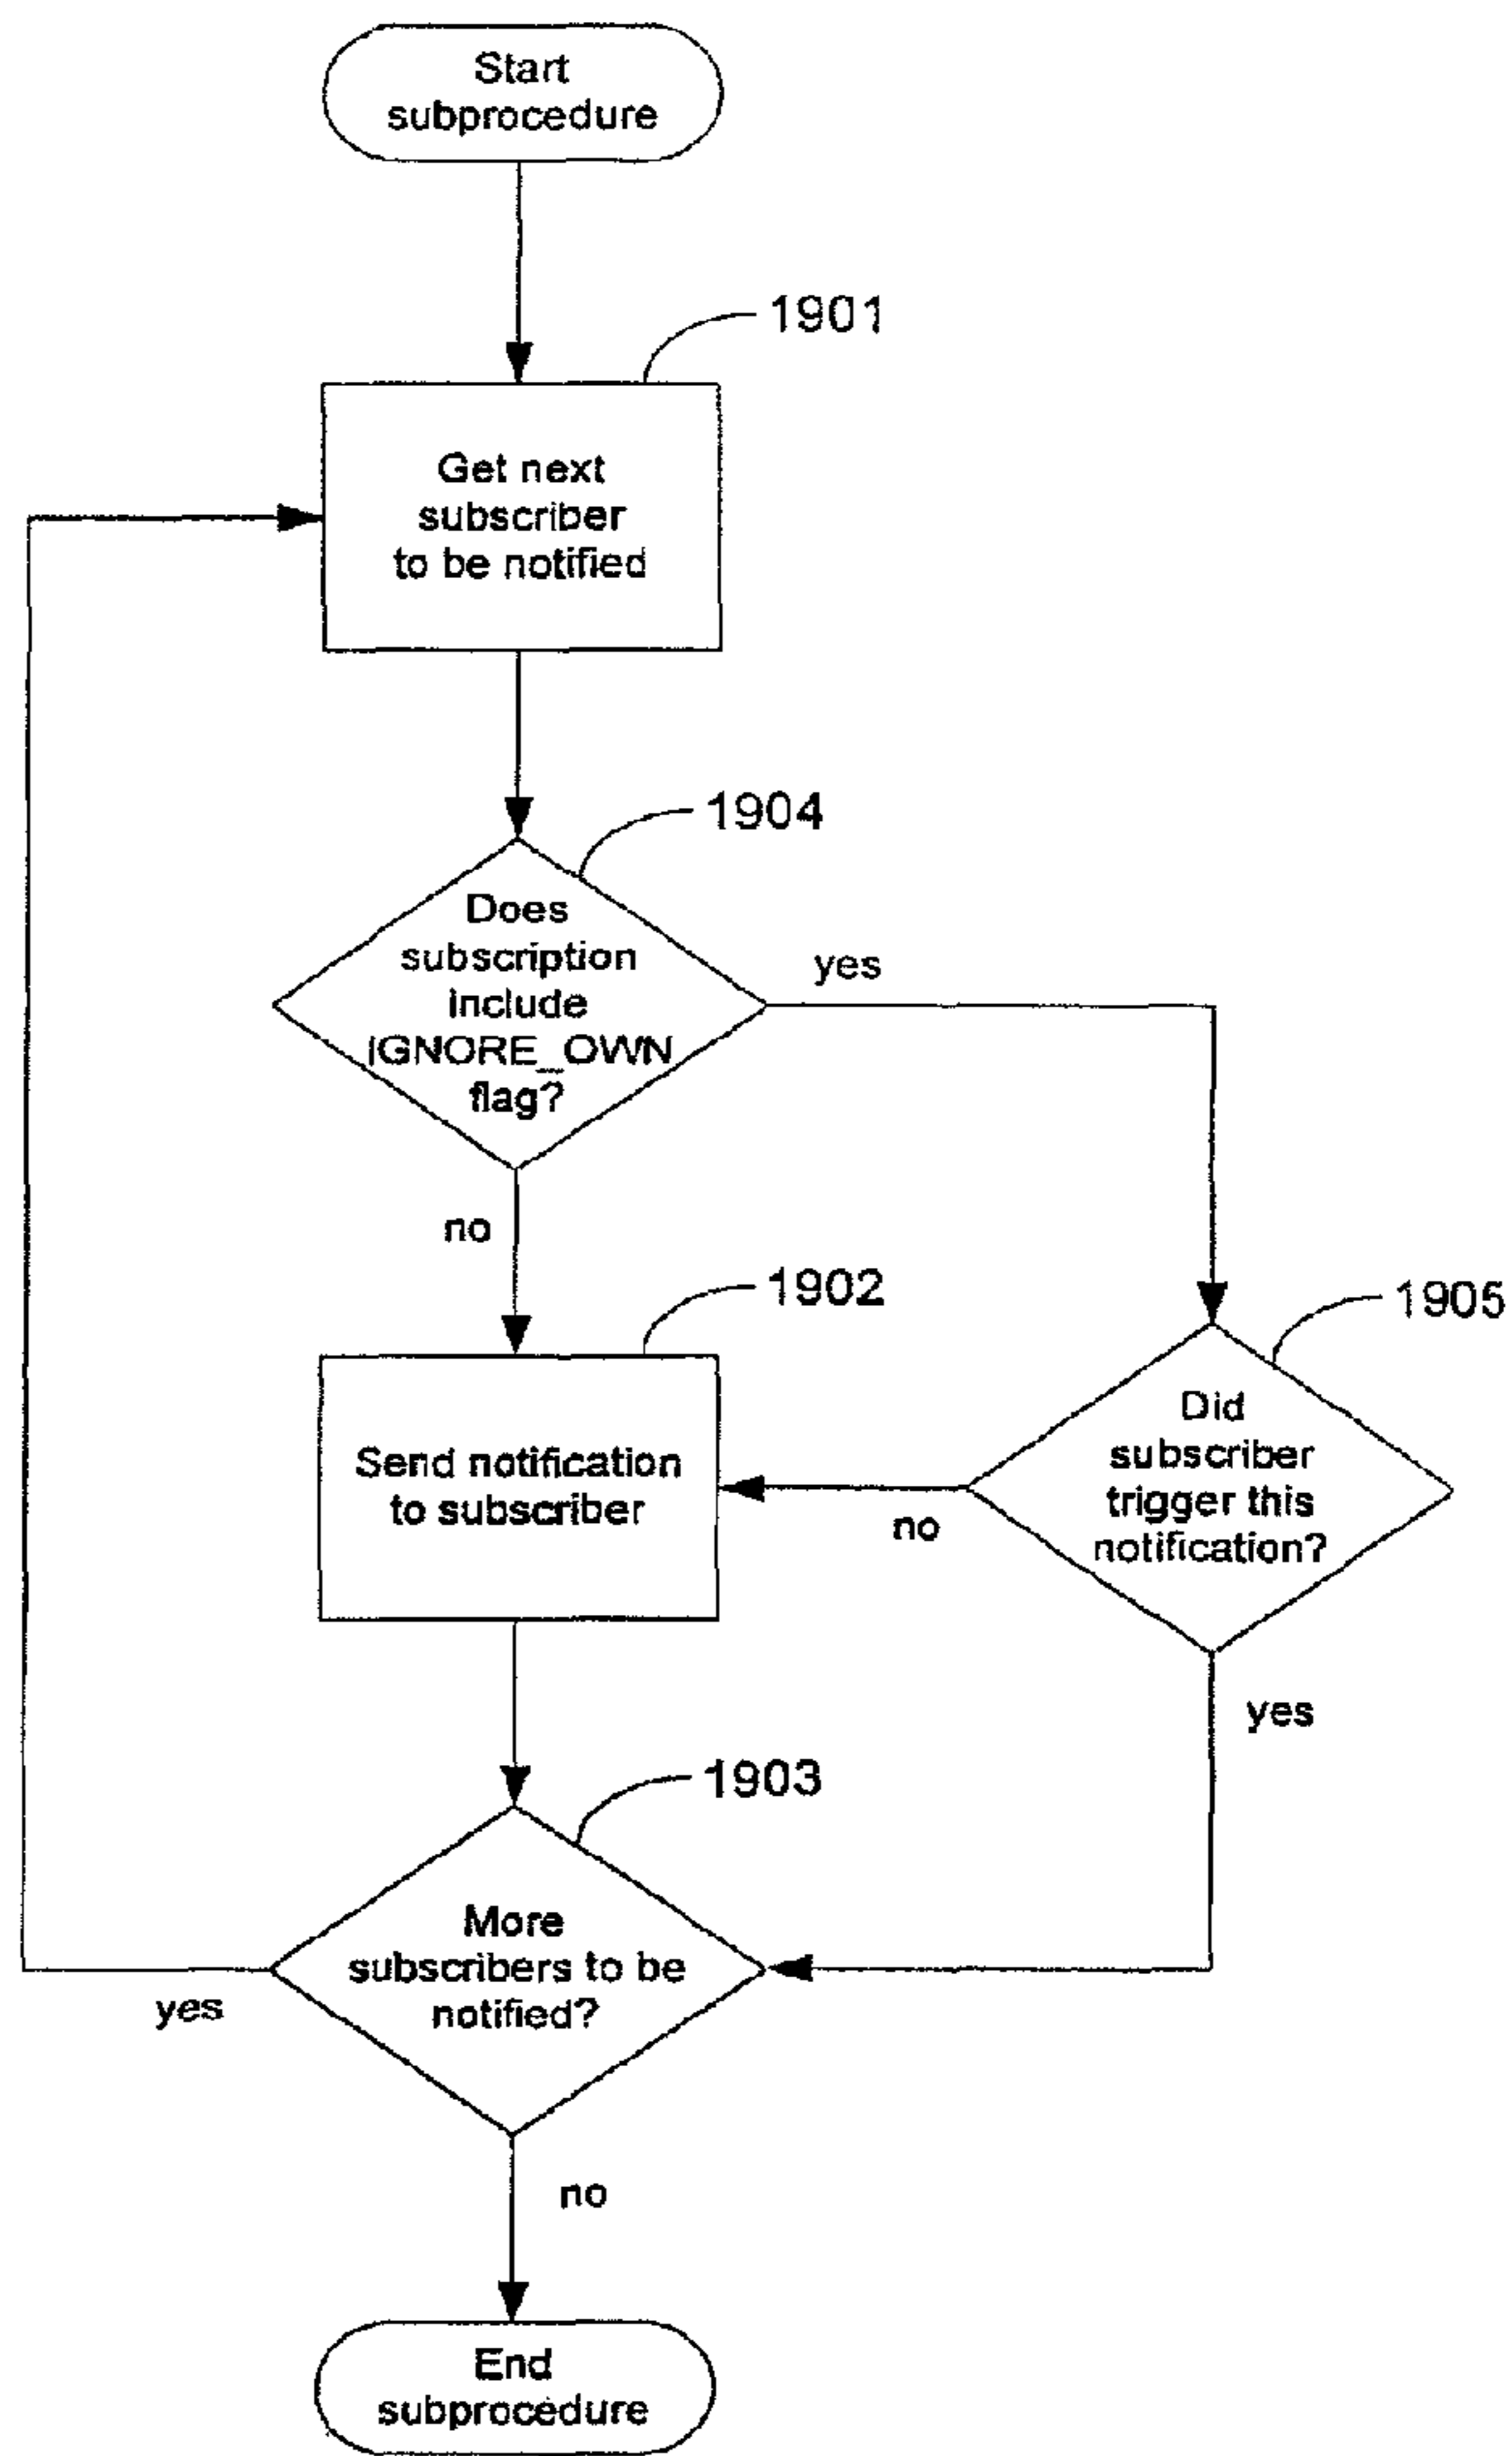 Start
subprocedure
1901
Get next
subscriber
to be notified
1904
Does
subscription
include
IGNORE_OWN
flag?
yes
no
1902
1905
Send notification
to subscriber
Did
subscriber
trigger this
notification?
no
yes
1903
More
subscribers to be
notified?
yes
no
End
subprocedure